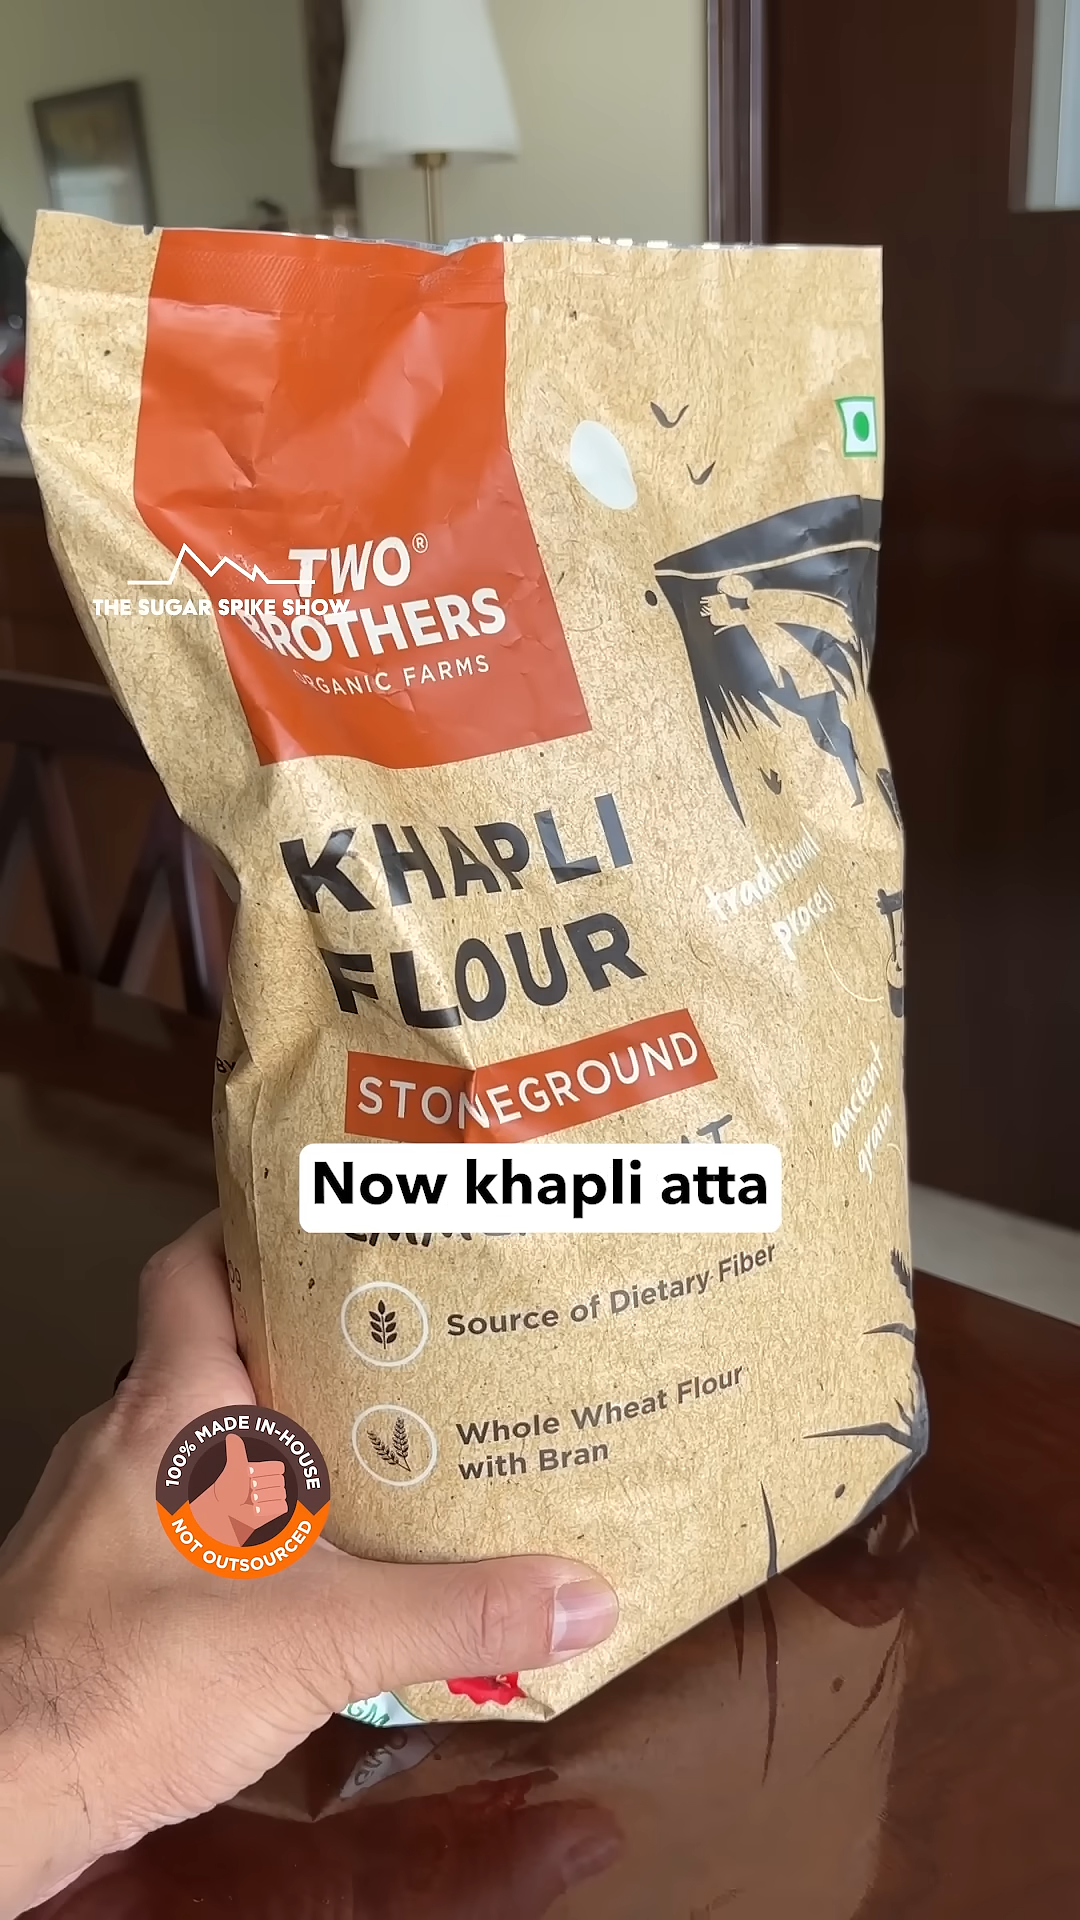 TWO®
BROTHERS
ORGANIC FARMS
THE SUGAR SPIKE SHOW
KHAPLI
FLOUR
traditional
process
STONEGROUND
ancient
grain
Now khapli atta
Source of Dietary Fiber
Whole Wheat Flour
with Bran
100% MADE IN-HOUSE
NOT OUTSOURCED